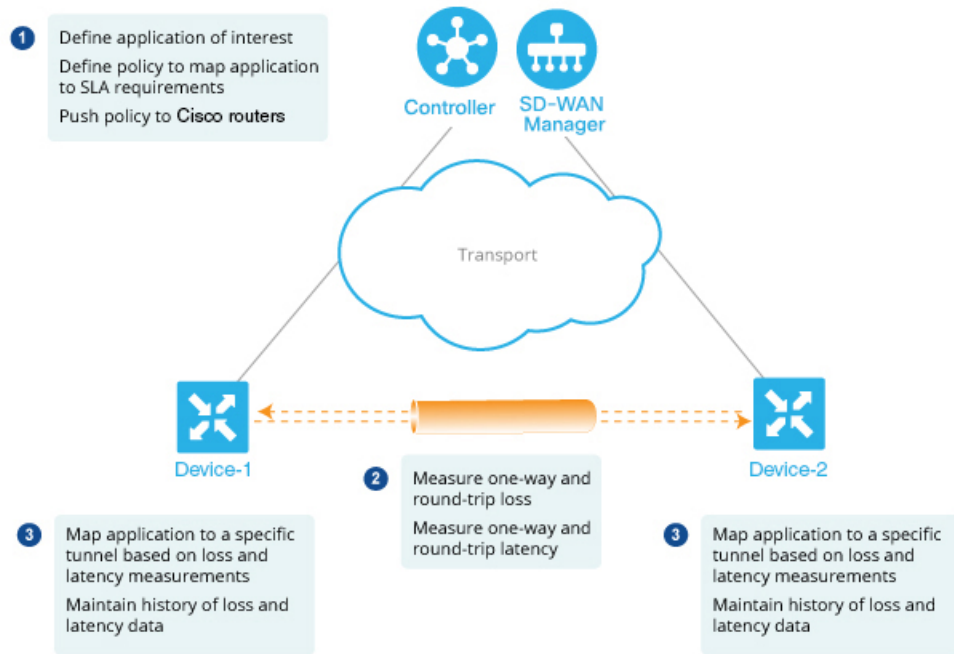 1
Define application of interest
Define policy to map application
to SLA requirements
Push policy to Cisco routers
Controller
SD-WAN
Manager
Transport
Device-1
Device-2
2
Measure one-way and
round-trip loss
Measure one-way and
round-trip latency
3
Map application to a specific
tunnel based on loss and
latency measurements
Maintain history of loss and
latency data
3
Map application to a specific
tunnel based on loss and
latency measurements
Maintain history of loss and
latency data